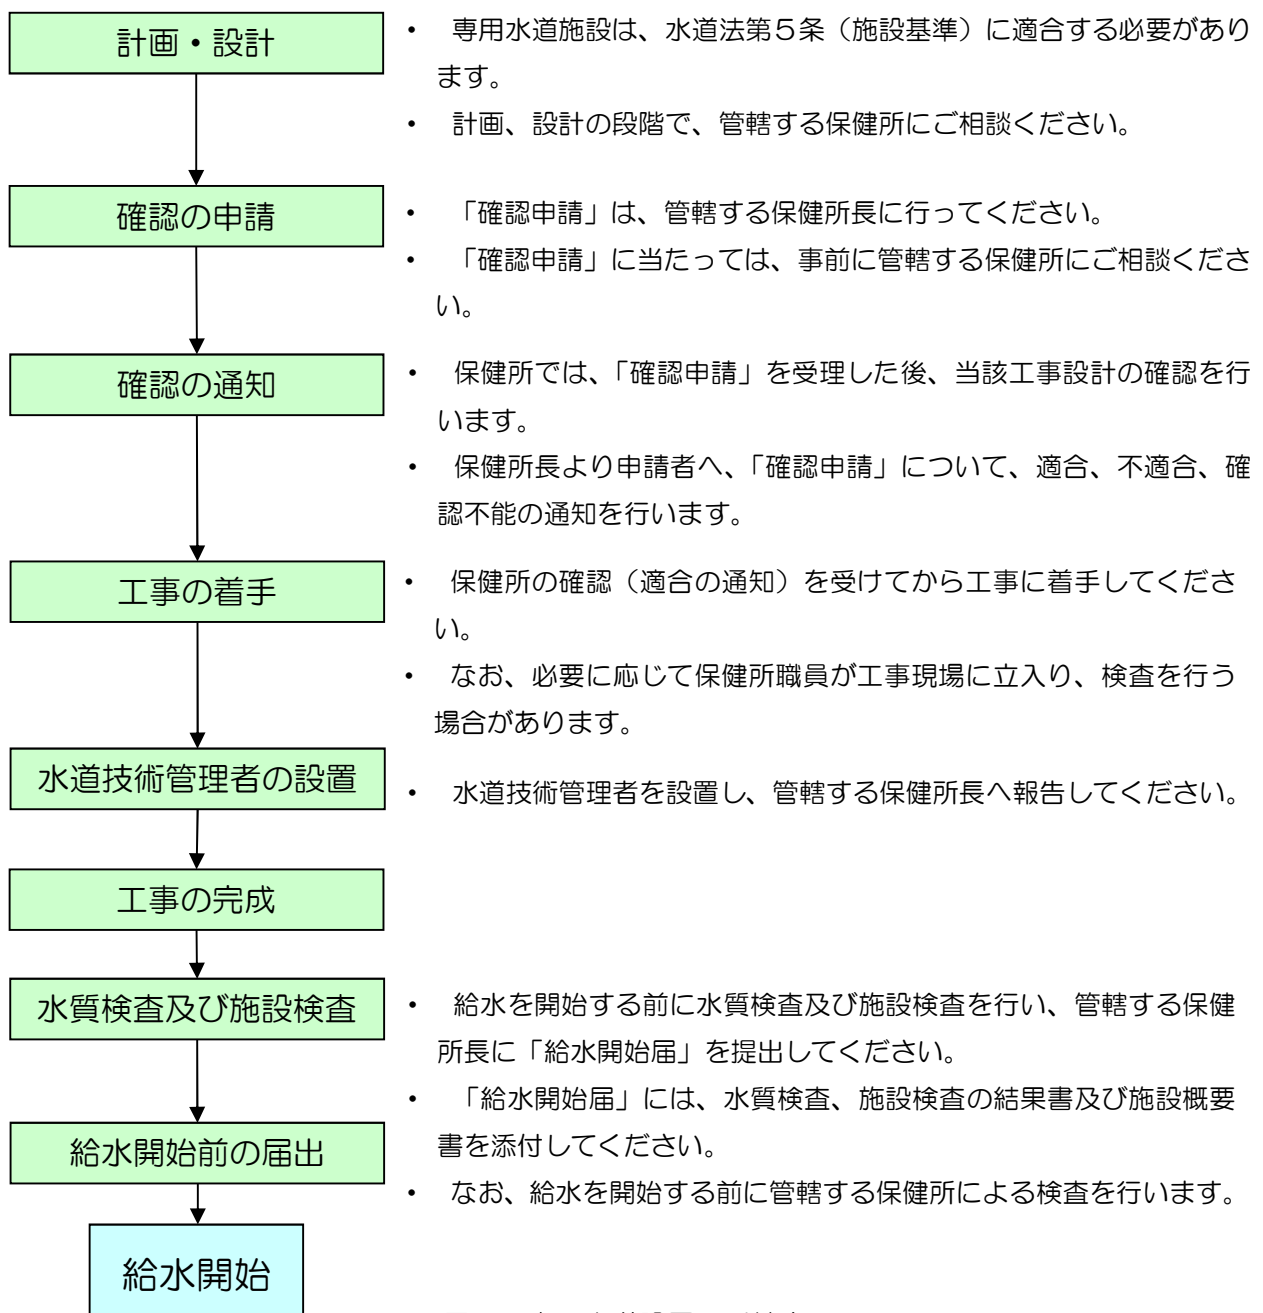 計画・設計
・ 専用水道施設は、水道法第5条（施設基準）に適合する必要があり
ます。
・ 計画、設計の段階で、管轄する保健所にご相談ください。
確認の申請
・ 「確認申請」は、管轄する保健所長に行ってください。
・ 「確認申請」に当たっては、事前に管轄する保健所にご相談くださ
い。
確認の通知
・ 保健所では、「確認申請」を受理した後、当該工事設計の確認を行
います。
・ 保健所長より申請者へ、「確認申請」について、適合、不適合、確
認不能の通知を行います。
工事の着手
・ 保健所の確認（適合の通知）を受けてから工事に着手してくださ
い。
・ なお、必要に応じて保健所職員が工事現場に立入り、検査を行う
場合があります。
水道技術管理者の設置
・ 水道技術管理者を設置し、管轄する保健所長へ報告してください。
工事の完成
水質検査及び施設検査
・ 給水を開始する前に水質検査及び施設検査を行い、管轄する保健
所長に「給水開始届」を提出してください。
・ 「給水開始届」には、水質検査、施設検査の結果書及び施設概要
書を添付してください。
給水開始前の届出
・ なお、給水を開始する前に管轄する保健所による検査を行います。
給水開始